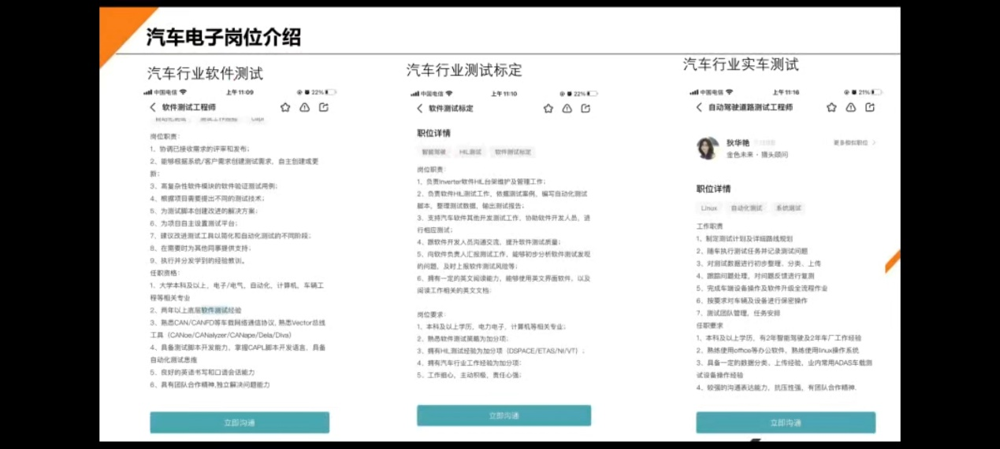 汽车电子岗位介绍
汽车行业软件测试
中国电信
上午11:09
22%
软件测试工程师
自动化测试
岗位职责:
1、协调已接收需求的评审和发布;
2、能够根据系统/客户需求创建测试需求,自主创建或更
新;
3、高复杂性软件模块的软件验证测试用例;
4、根据项目需要提出不同的测试技术;
5、为测试脚本创建改进的解决方案;
6、为项目自主设置测试平台;
7、建议改进测试工具以简化和自动化测试的不同阶段;
8、在需要时为其他同事提供支持;
9、执行并分发学到的经验教训。
任职资格:
1、大学本科及以上,电子/电气,自动化,计算机,车辆工
程等相关专业
2、两年以上底层软件测试经验
3、熟悉CAN/CANFD等车载网络通信协议, 熟悉Vector总线
工具(CANoe/CANalyzer/CANape/Dela/Diva)
4、具备测试脚本开发能力,掌握CAPL脚本开发语言,具备
自动化测试思维
5、良好的英语书写和口语会话能力
6、具有团队合作精神,独立解决问题能力
立即沟通
汽车行业测试标定
中国电信
上午11:10
22%
软件测试标定
职位详情
智能驾驶
HIL测试
软件测试标定
岗位职责:
1、负责Inverter软件HIL台架维护及管理工作;
2、负责软件HIL测试工作,依据测试案例,编写自动化测试
脚本,整理测试数据,输出测试报告;
3、支持汽车软件其他开发测试工作,协助软件开发人员,进
行相应测试;
4、跟软件开发人员沟通交流,提升软件测试质量;
5、向软件负责人汇报测试工作,能够初步分析软件测试发现
的问题,及时上报软件测试风险等;
6、拥有一定的英文阅读能力,能够使用英文界面软件,以及
阅读工作相关的英文文档;
岗位要求:
1、本科及以上学历,电力电子,计算机等相关专业;
2、熟悉软件测试策略为加分项;
3、拥有HIL测试经验为加分项(DSPACE/ETAS/NI/VT);
4、拥有汽车行业工作经验为加分项;
5、工作细心,主动积极,责任心强;
立即沟通
汽车行业实车测试
中国电信
上午11:16
21%
自动驾驶道路测试工程师
狄华艳
金色未来·猎头顾问
更多相似职位
职位详情
Linux
自动化测试
系统测试
工作职责
1、制定测试计划及详细路线规划
2、随车执行测试任务并记录测试问题
3、对测试数据进行初步整理、分类、上传
4、跟踪问题处理,对问题反馈进行复测
5、完成车端设备操作及软件升级全流程作业
6、按要求对车辆及设备进行保密操作
7、测试团队管理,任务安排
任职要求
1、本科及以上学历,有2年智能驾驶及2年车厂工作经验
2、熟练使用office等办公软件,熟练使用linux操作系统
3、具备一定的数据分类、上传经验,业内常用ADAS车载测
试设备操作经验
4、较强的沟通表达能力,抗压性强,有团队合作精神.
立即沟通